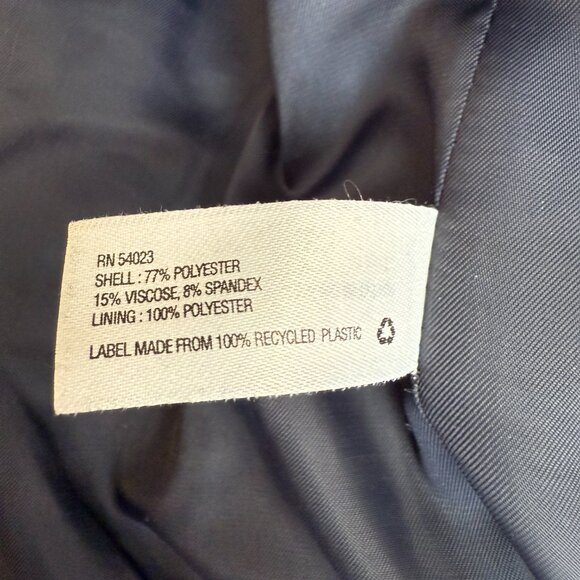 RN 54023
SHELL : 77% POLYESTER
15% VISCOSE, 8% SPANDEX
LINING : 100% POLYESTER
LABEL MADE FROM 100% RECYCLED PLASTIC